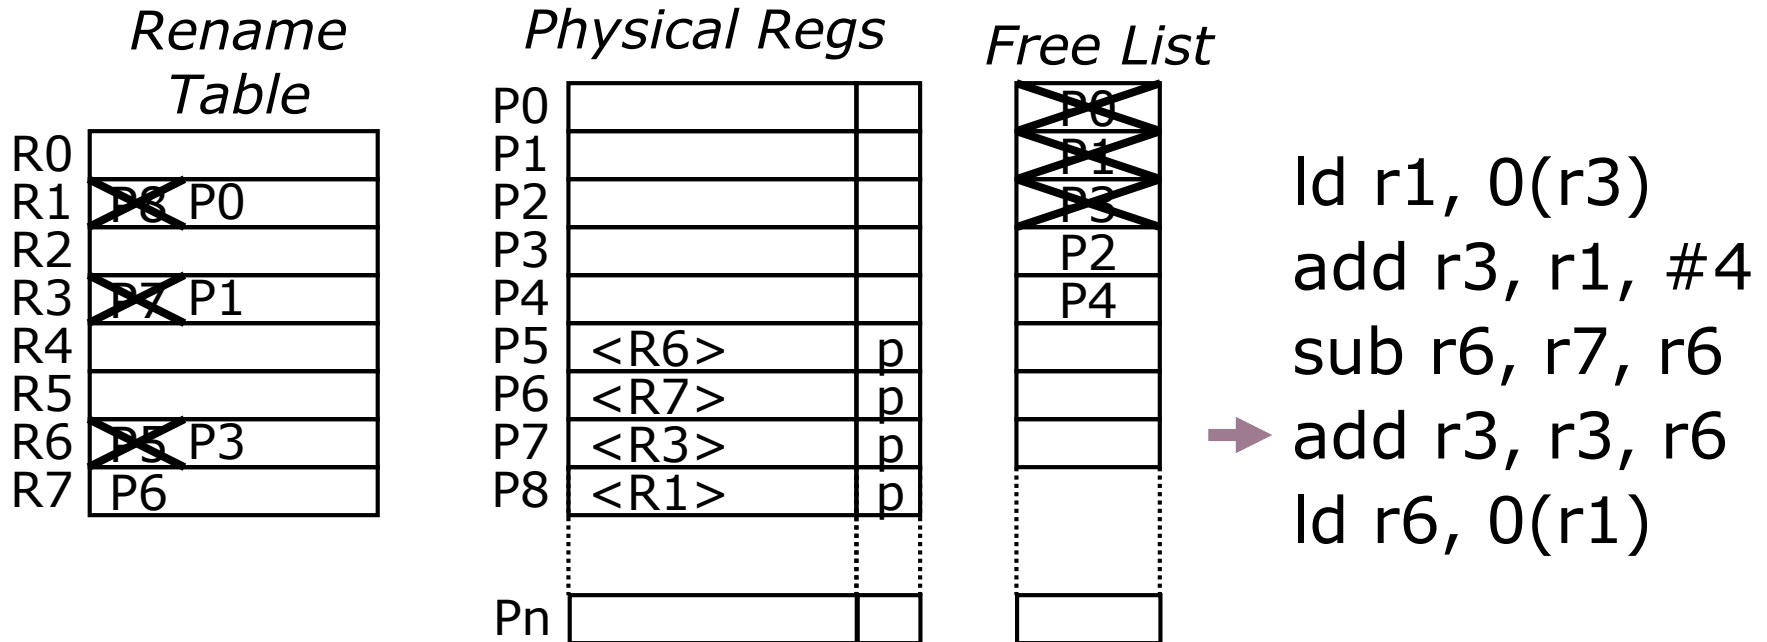 Rename
Table
R0
R1 P8 P0
R2
R3 P7 P1
R4
R5
R6 P5 P3
R7 P6
Physical Regs
P0
P1
P2
P3
P4
P5 <R6> p
P6 <R7> p
P7 <R3> p
P8 <R1> p
Pn
Free List
P0
P1
P3
P2
P4
ld r1, 0(r3)
add r3, r1, #4
sub r6, r7, r6
add r3, r3, r6
ld r6, 0(r1)